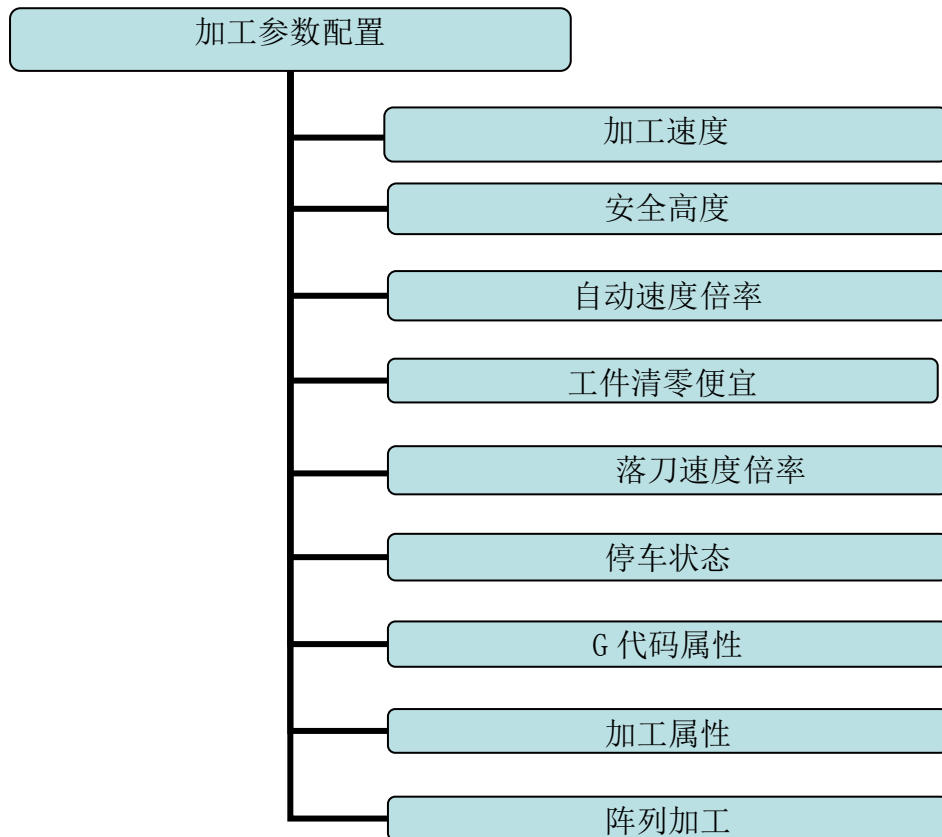 加工参数配置
加工速度
安全高度
自动速度倍率
工件清零便宜
落刀速度倍率
停车状态
G 代码属性
加工属性
阵列加工